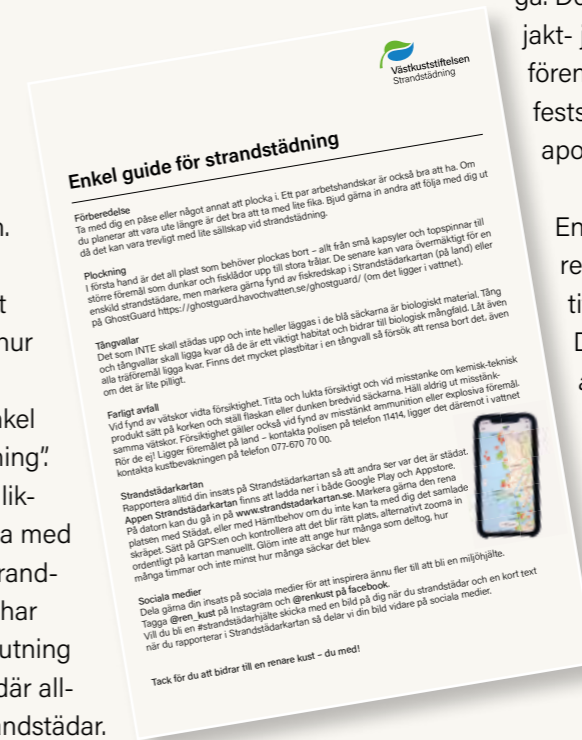 Västkuststiftelsen
Strandstädning
Enkel guide för strandstädning
Förberedelse
Ta med dig en påse eller något annat att plocka i. Ett par arbetshandskar är också bra att ha. Om
du planerar att vara ute längre är det bra att ta med lite fika. Bjud gärna in andra att följa med dig ut
då det kan vara trevligt med lite sällskap vid strandstädning.
Plockning
I första hand är det all plast som behöver plockas bort – allt från små kapsyler och topspinnar till
större föremål som dunkar och fisklådor upp till stora trålar. De senare kan vara övermäktigt för en
enskild strandstädare, men markera gärna fynd av fiskredskap i Strandstädarkartan (på land) eller
på GhostGuard https://ghostguard.havochvatten.se/ghostguard/ (om det ligger i vattnet).
Tångvallar
Det som INTE skall städas upp och inte heller läggas i de blå säckarna är biologiskt material. Tång
och tångvallar skall ligga kvar då de är ett viktigt habitat och bidrar till biologisk mångfald. Låt även
alla träföremål ligga kvar. Finns det mycket plastbitar i en tångvall så försök att rensa bort det, även
om det är lite pilligt.
Farligt avfall
Vid fynd av vätskor vidta försiktighet. Titta och lukta försiktigt och vid misstanke om kemisk-teknisk
produkt sätt på korken och ställ flaskan eller dunken bredvid säckarna. Häll aldrig ut misstänk-
samma vätskor. Försiktighet gäller också vid fynd av misstänkt ammunition eller explosiva föremål.
Rör de ej! Ligger föremålet på land – kontakta polisen på telefon 11414, ligger det däremot i vattnet
kontakta kustbevakningen på telefon 077-670 70 00.
Strandstädarkartan
Rapportera alltid din insats på Strandstädarkartan så att andra ser var det är städat.
Appen Strandstädarkartan finns att ladda ner i både Google Play och Appstore.
På datorn kan du gå in på www.strandstadarkartan.se. Markera gärna den rena
platsen med Städat, eller med Hämtbehov om du inte kan ta med dig det samlade
skräpet. Sätt på GPS:en och kontrollera att det blir rätt plats, alternativt zooma in
ordentligt på kartan manuellt. Glöm inte att ange hur många som deltog, hur
många timmar och inte minst hur många säckar det blev.
Sociala medier
Dela gärna din insats på sociala medier för att inspirera ännu fler till att bli en miljöhjälte.
Tagga @ren_kust på Instagram och @renkust på facebook.
Vill du bli en #strandstädarhjälte skicka med en bild på dig när du strandstädar och en kort text
när du rapporterar i Strandstädarkartan så delar vi din bild vidare på sociala medier.
Tack för du att bidrar till en renare kust – du med!
n.
t
nur
nkel
ning”.
lik-
a med
rand-
har
utning
där all-
andstädar.
jakt- j
fören
fests
apo
En
re
ti
D